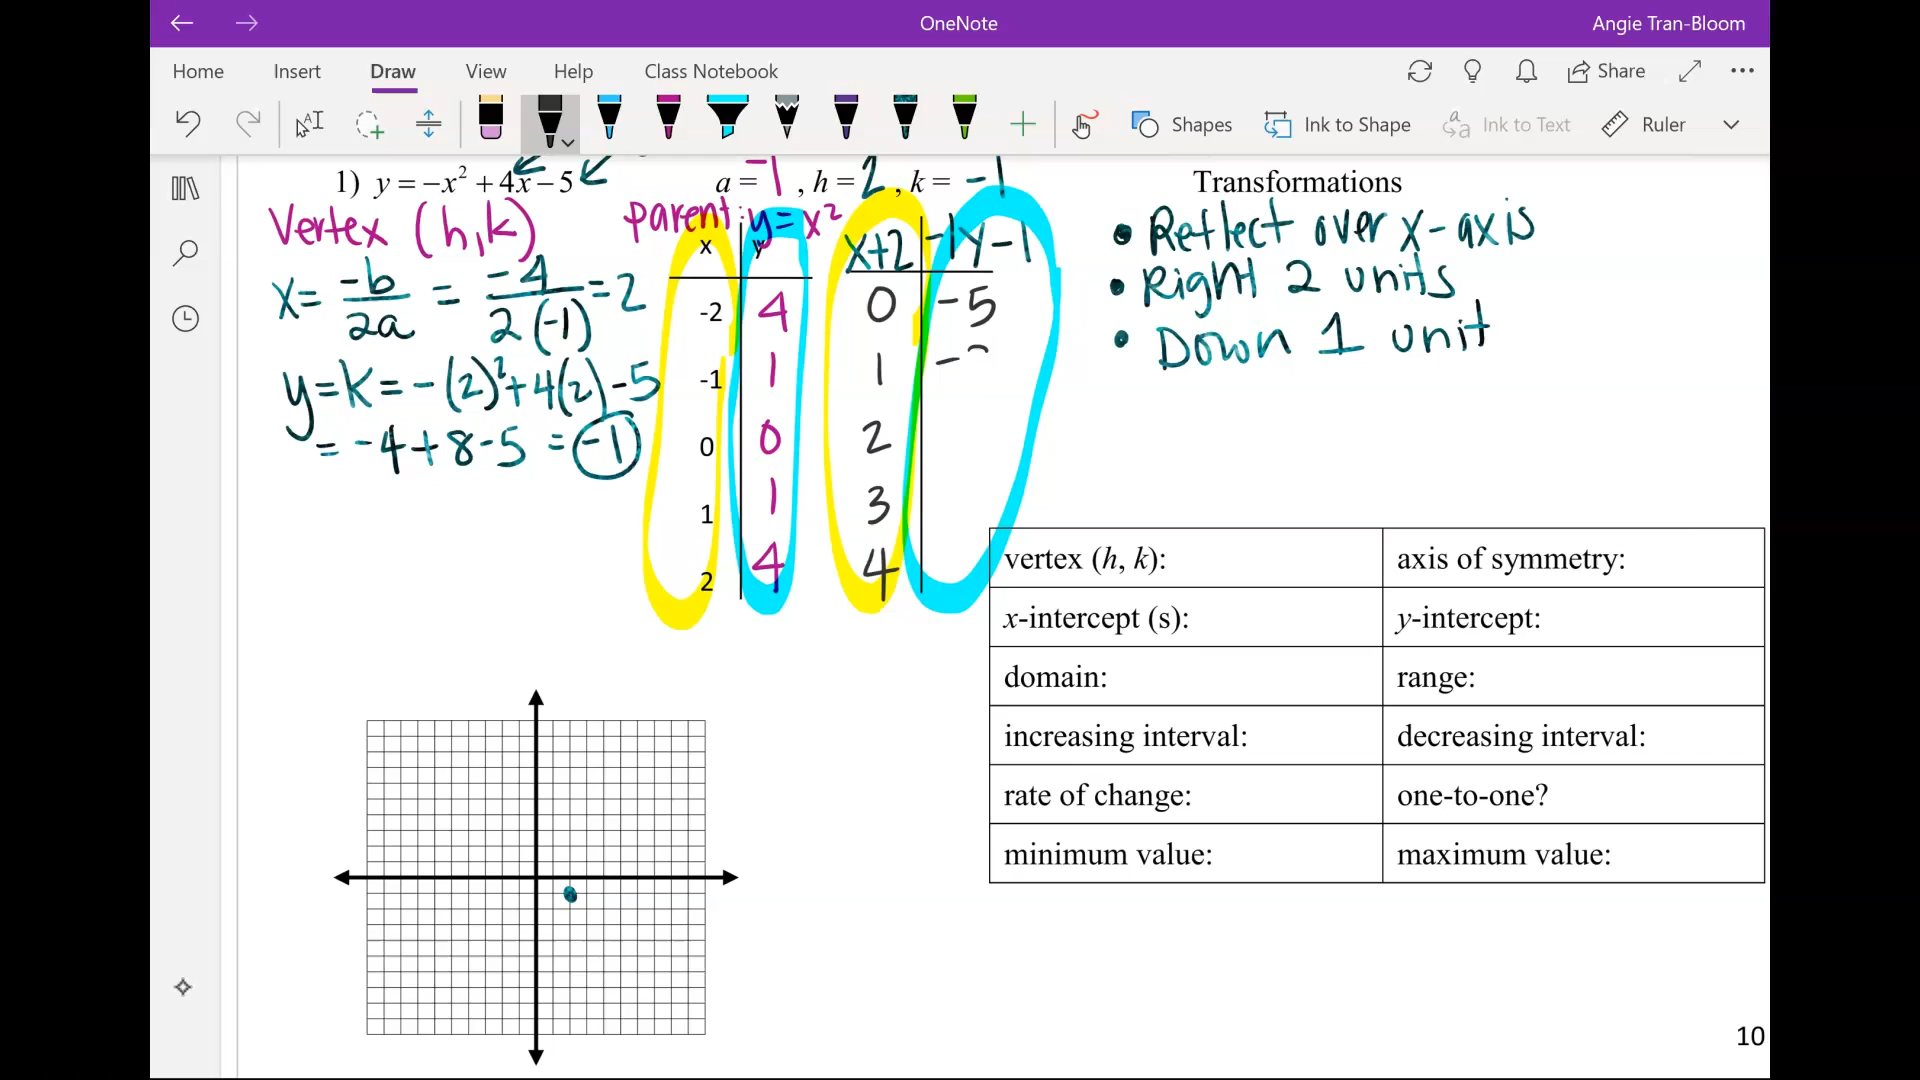 OneNote
Angie Tran-Bloom
Home Insert Draw View Help Class Notebook Share
Shapes Ink to Shape Ink to Text Ruler
1) y = −x² + 4x − 5
a = -1 , h = 2 , k = -1
Transformations
Vertex (h,k)
x = -b/2a = -4/2(-1) = 2
y = k = -(2)² + 4(2) - 5
= -4 + 8 - 5 = -1
parent: y = x²
x y
-2 4
-1 1
0 0
1 1
2 4
x+2 -1y-1
0 -5
1 -
2
3
4
• Reflect over x-axis
• Right 2 units
• Down 1 unit
vertex (h, k): axis of symmetry:
x-intercept (s): y-intercept:
domain: range:
increasing interval: decreasing interval:
rate of change: one-to-one?
minimum value: maximum value:
10